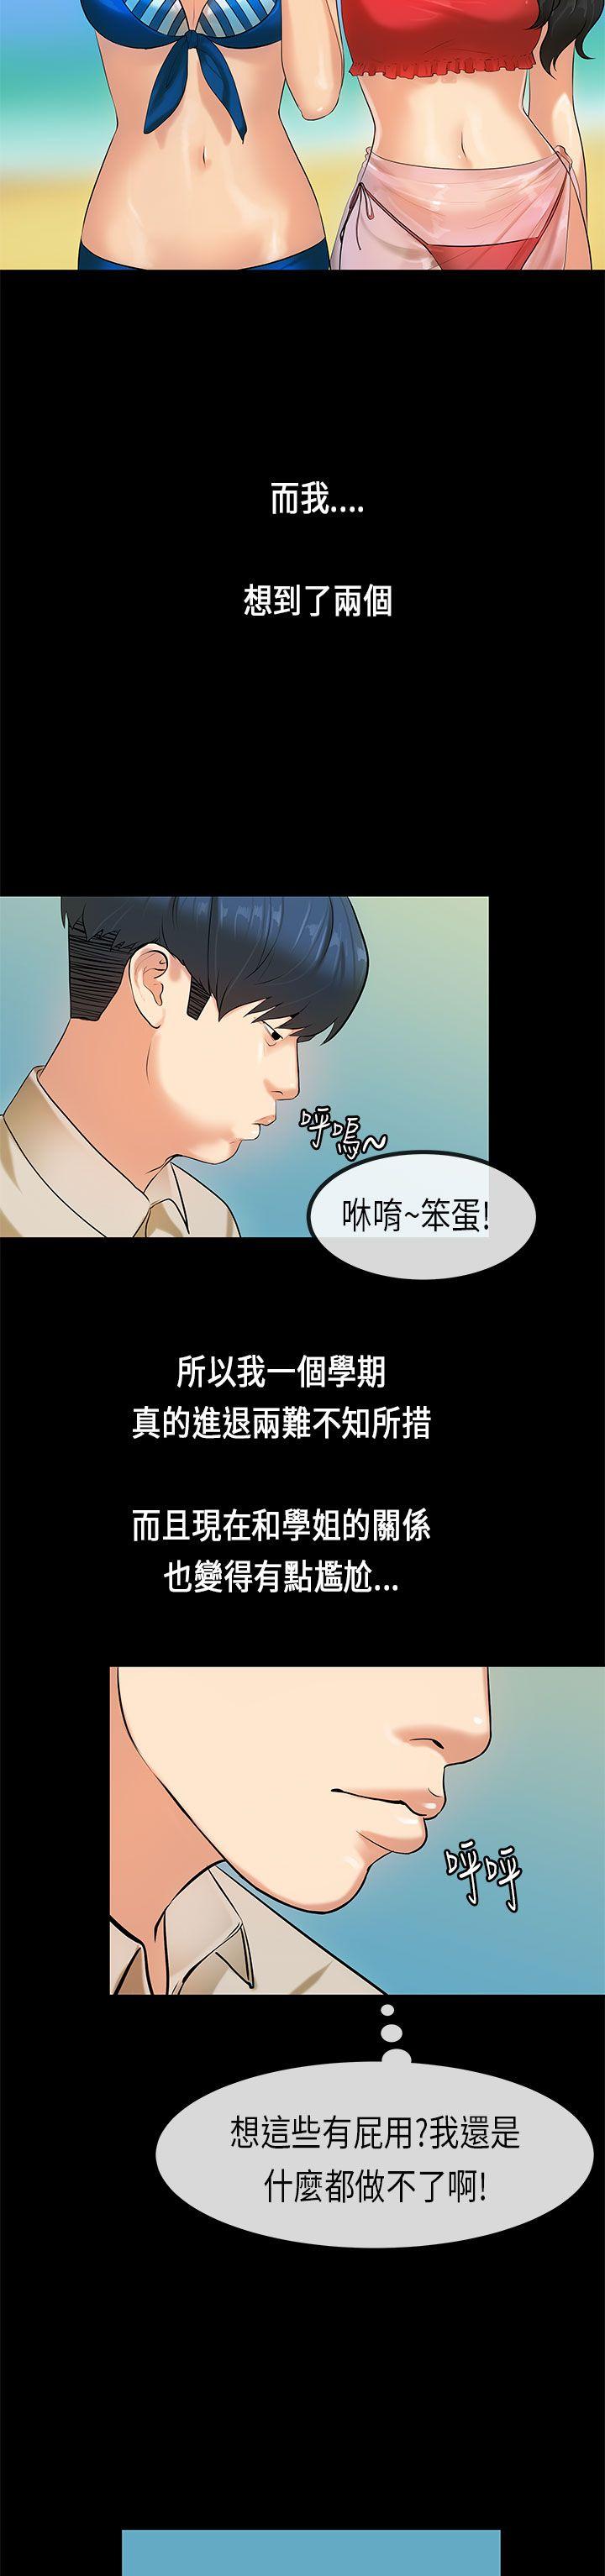 而我....
想到了兩個
呼嗚~
咻唷~笨蛋!
所以我一個學期
真的進退兩難不知所措
而且現在和學姐的關係
也變得有點尷尬...
呼呼
想這些有屁用?我還是
什麼都做不了啊!